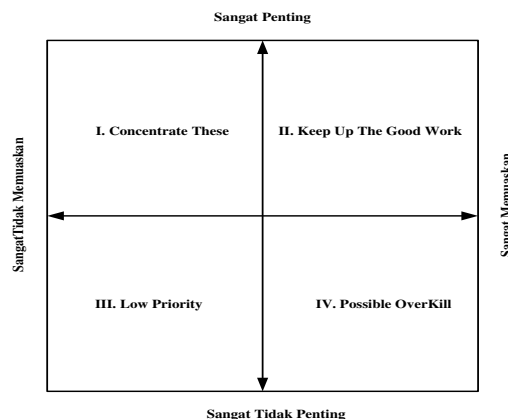 Sangat Penting
I. Concentrate These
II. Keep Up The Good Work
SangatTidak Memuaskan
Sangat Memuaskan
III. Low Priority
IV. Possible OverKill
Sangat Tidak Penting